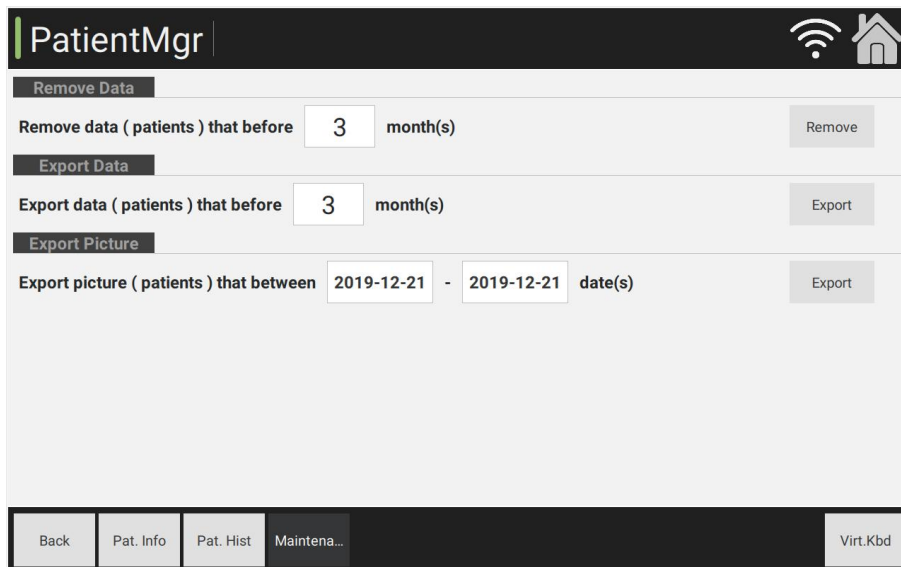 PatientMgr
Remove Data
Remove data ( patients ) that before 3 month(s) Remove
Export Data
Export data ( patients ) that before 3 month(s) Export
Export Picture
Export picture ( patients ) that between 2019-12-21 - 2019-12-21 date(s) Export
Back Pat. Info Pat. Hist Maintena... Virt.Kbd